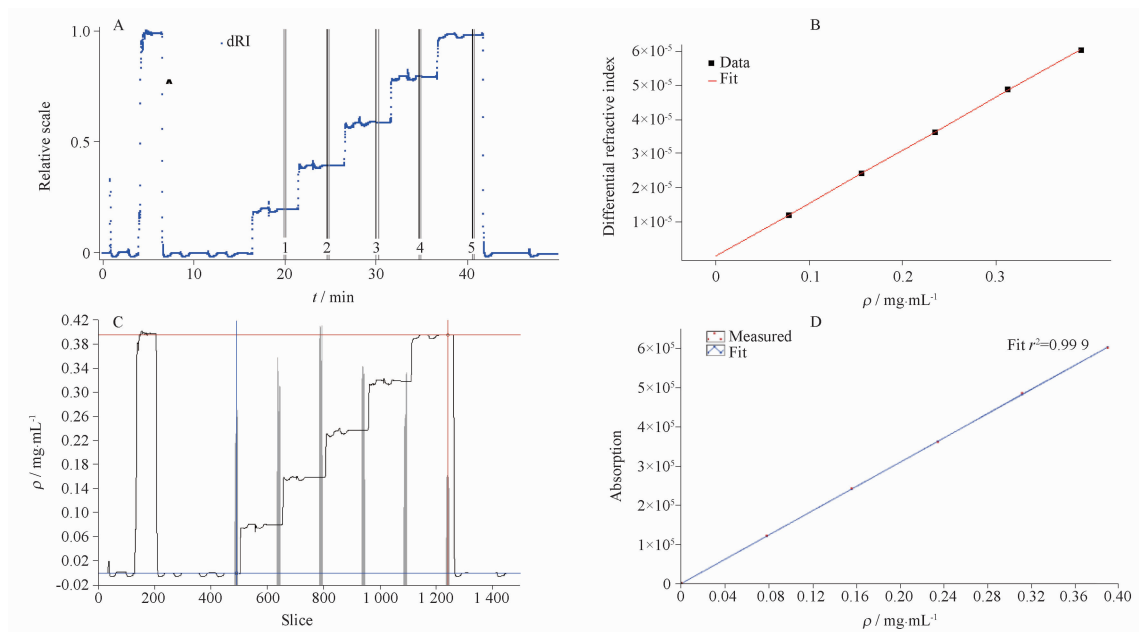 A
1.0
dRI
Relative scale
0.5
0
1 2 3 4 5
0 10 20 30 40
t / min
B
6×10⁻⁵
Data
Fit
5×10⁻⁵
4×10⁻⁵
3×10⁻⁵
2×10⁻⁵
1×10⁻⁵
Differential refractive index
0 0.1 0.2 0.3
ρ / mg·mL⁻¹
C
0.42
0.38
0.34
0.30
0.26
0.22
0.18
0.14
0.10
0.06
0.02
-0.02
ρ / mg·mL⁻¹
0 200 400 600 800 1 000 1 200 1 400
Slice
D
Measured
Fit
Fit r²=0.99 9
6×10⁵
5×10⁵
4×10⁵
3×10⁵
2×10⁵
1×10⁵
0
Absorption
0 0.04 0.08 0.12 0.16 0.20 0.24 0.28 0.32 0.36 0.40
ρ / mg·mL⁻¹